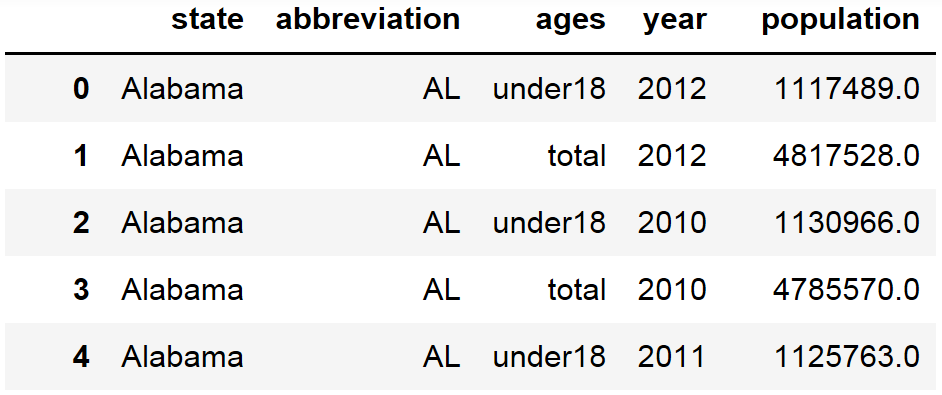 state abbreviation ages year population
0 Alabama AL under18 2012 1117489.0
1 Alabama AL total 2012 4817528.0
2 Alabama AL under18 2010 1130966.0
3 Alabama AL total 2010 4785570.0
4 Alabama AL under18 2011 1125763.0